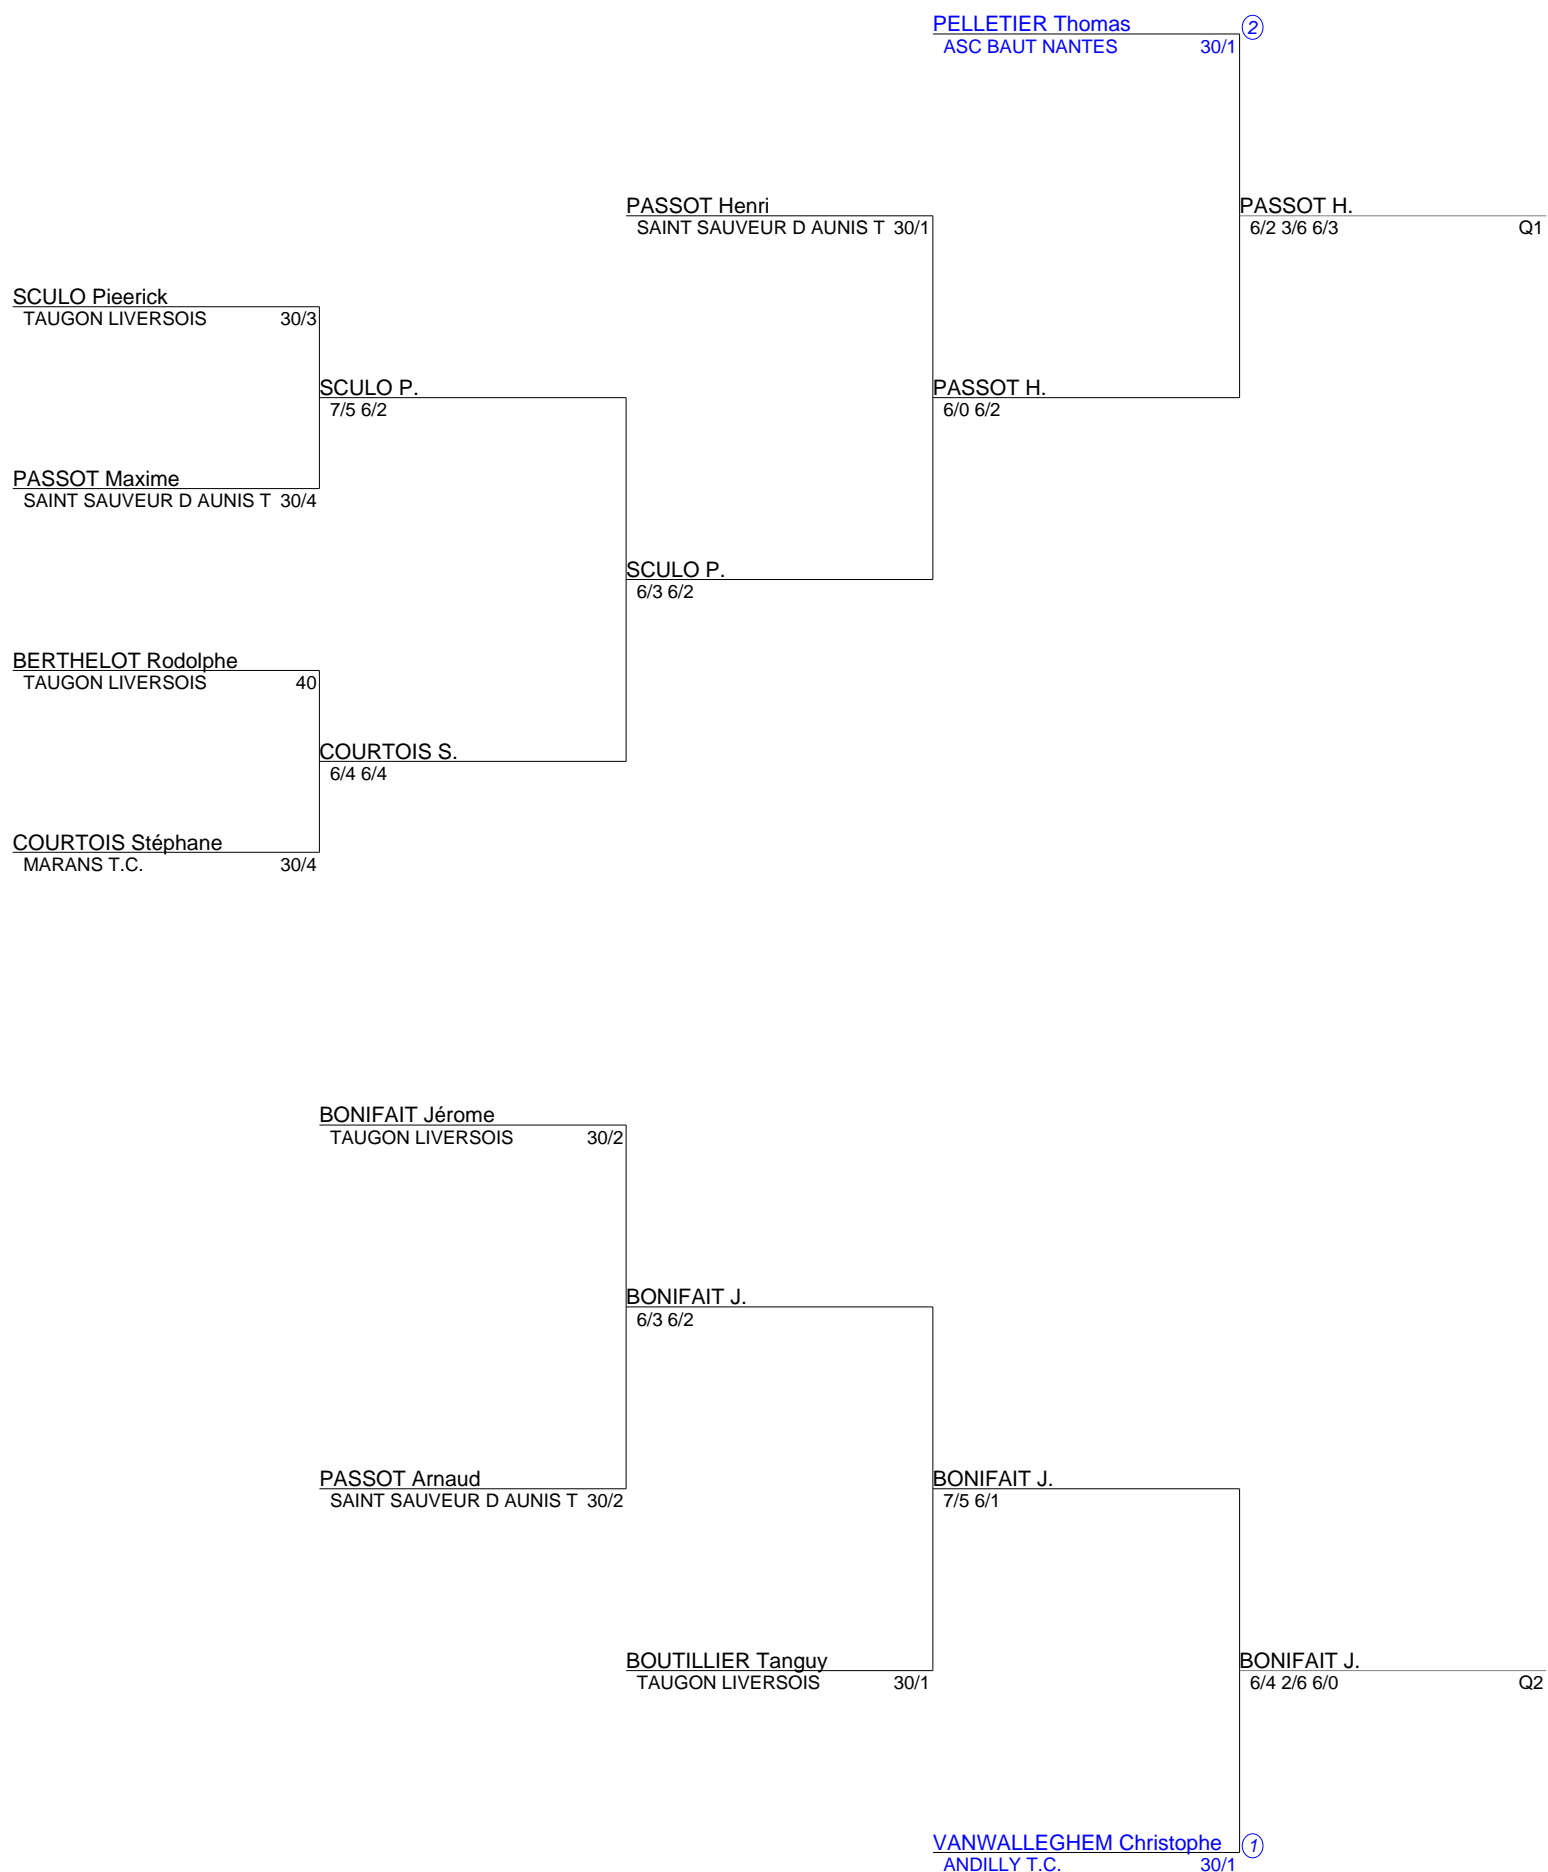 PELLETIER Thomas 2
ASC BAUT NANTES 30/1
PASSOT Henri
SAINT SAUVEUR D AUNIS T 30/1
PASSOT H.
6/2 3/6 6/3 Q1
SCULO Pieerick
TAUGON LIVERSOIS 30/3
SCULO P.
7/5 6/2
PASSOT H.
6/0 6/2
PASSOT Maxime
SAINT SAUVEUR D AUNIS T 30/4
SCULO P.
6/3 6/2
BERTHELOT Rodolphe
TAUGON LIVERSOIS 40
COURTOIS S.
6/4 6/4
COURTOIS Stéphane
MARANS T.C. 30/4
BONIFAIT Jérome
TAUGON LIVERSOIS 30/2
BONIFAIT J.
6/3 6/2
PASSOT Arnaud
SAINT SAUVEUR D AUNIS T 30/2
BONIFAIT J.
7/5 6/1
BOUTILLIER Tanguy
TAUGON LIVERSOIS 30/1
BONIFAIT J.
6/4 2/6 6/0 Q2
VANWALLEGHEM Christophe 1
ANDILLY T.C. 30/1